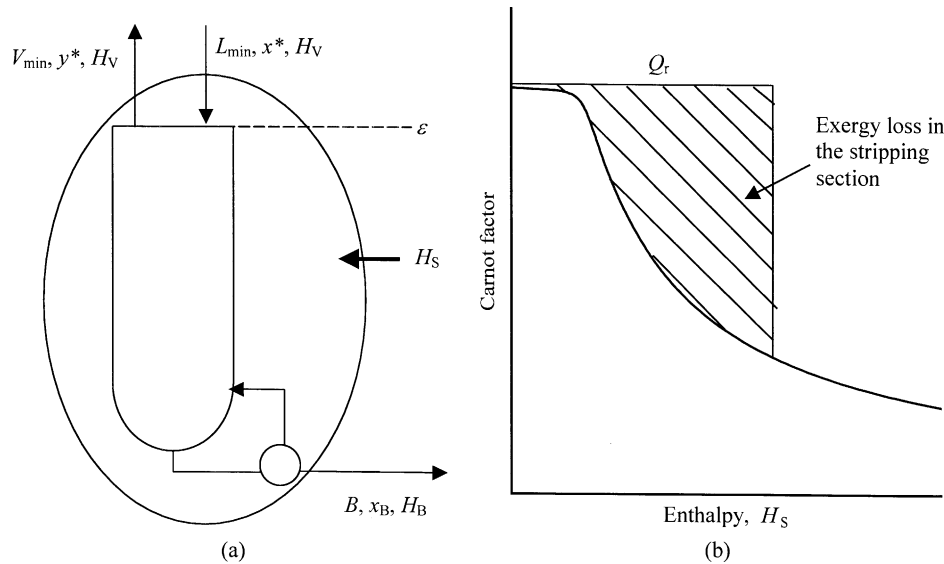 (a)
V_min, y*, H_V
L_min, x*, H_V
ε
H_S
B, x_B, H_B
(b)
Q_r
Exergy loss in
the stripping
section
Carnot factor
Enthalpy, H_S
(a)
(b)